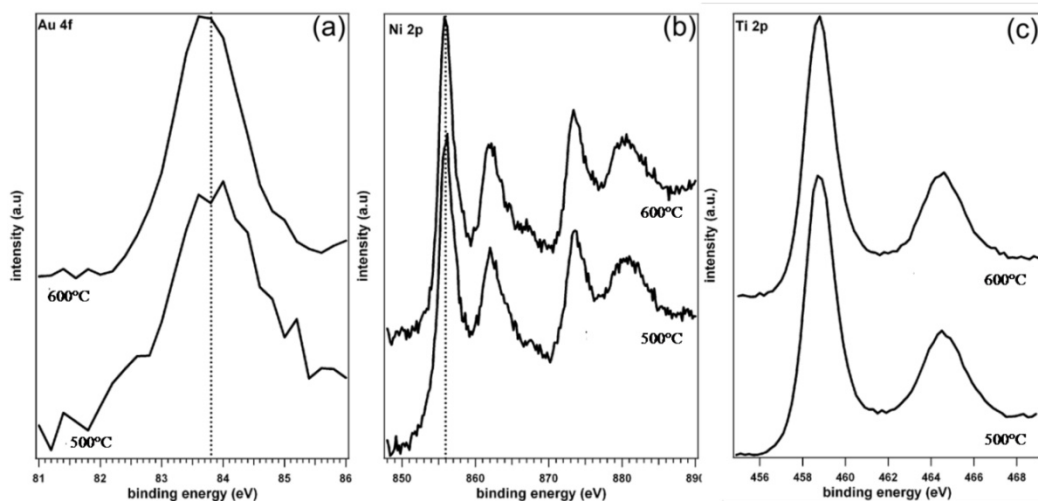 Au 4f
(a)
intensity (a.u)
600°C
500°C
81 82 83 84 85 86
binding energy (eV)
Ni 2p
(b)
intensity (a.u)
600°C
500°C
850 860 870 880 890
binding energy (eV)
Ti 2p
(c)
intensity (a.u.)
600°C
500°C
456 458 460 462 464 466 468
binding energy (eV)